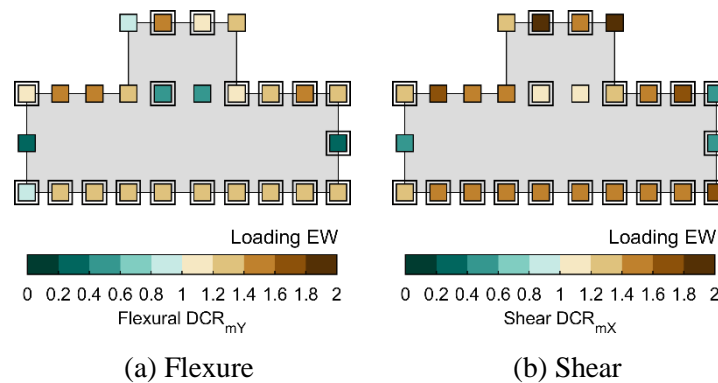 Loading EW
0 0.2 0.4 0.6 0.8 1 1.2 1.4 1.6 1.8 2
Flexural DCR_mY
(a) Flexure
Loading EW
0 0.2 0.4 0.6 0.8 1 1.2 1.4 1.6 1.8 2
Shear DCR_mX
(b) Shear